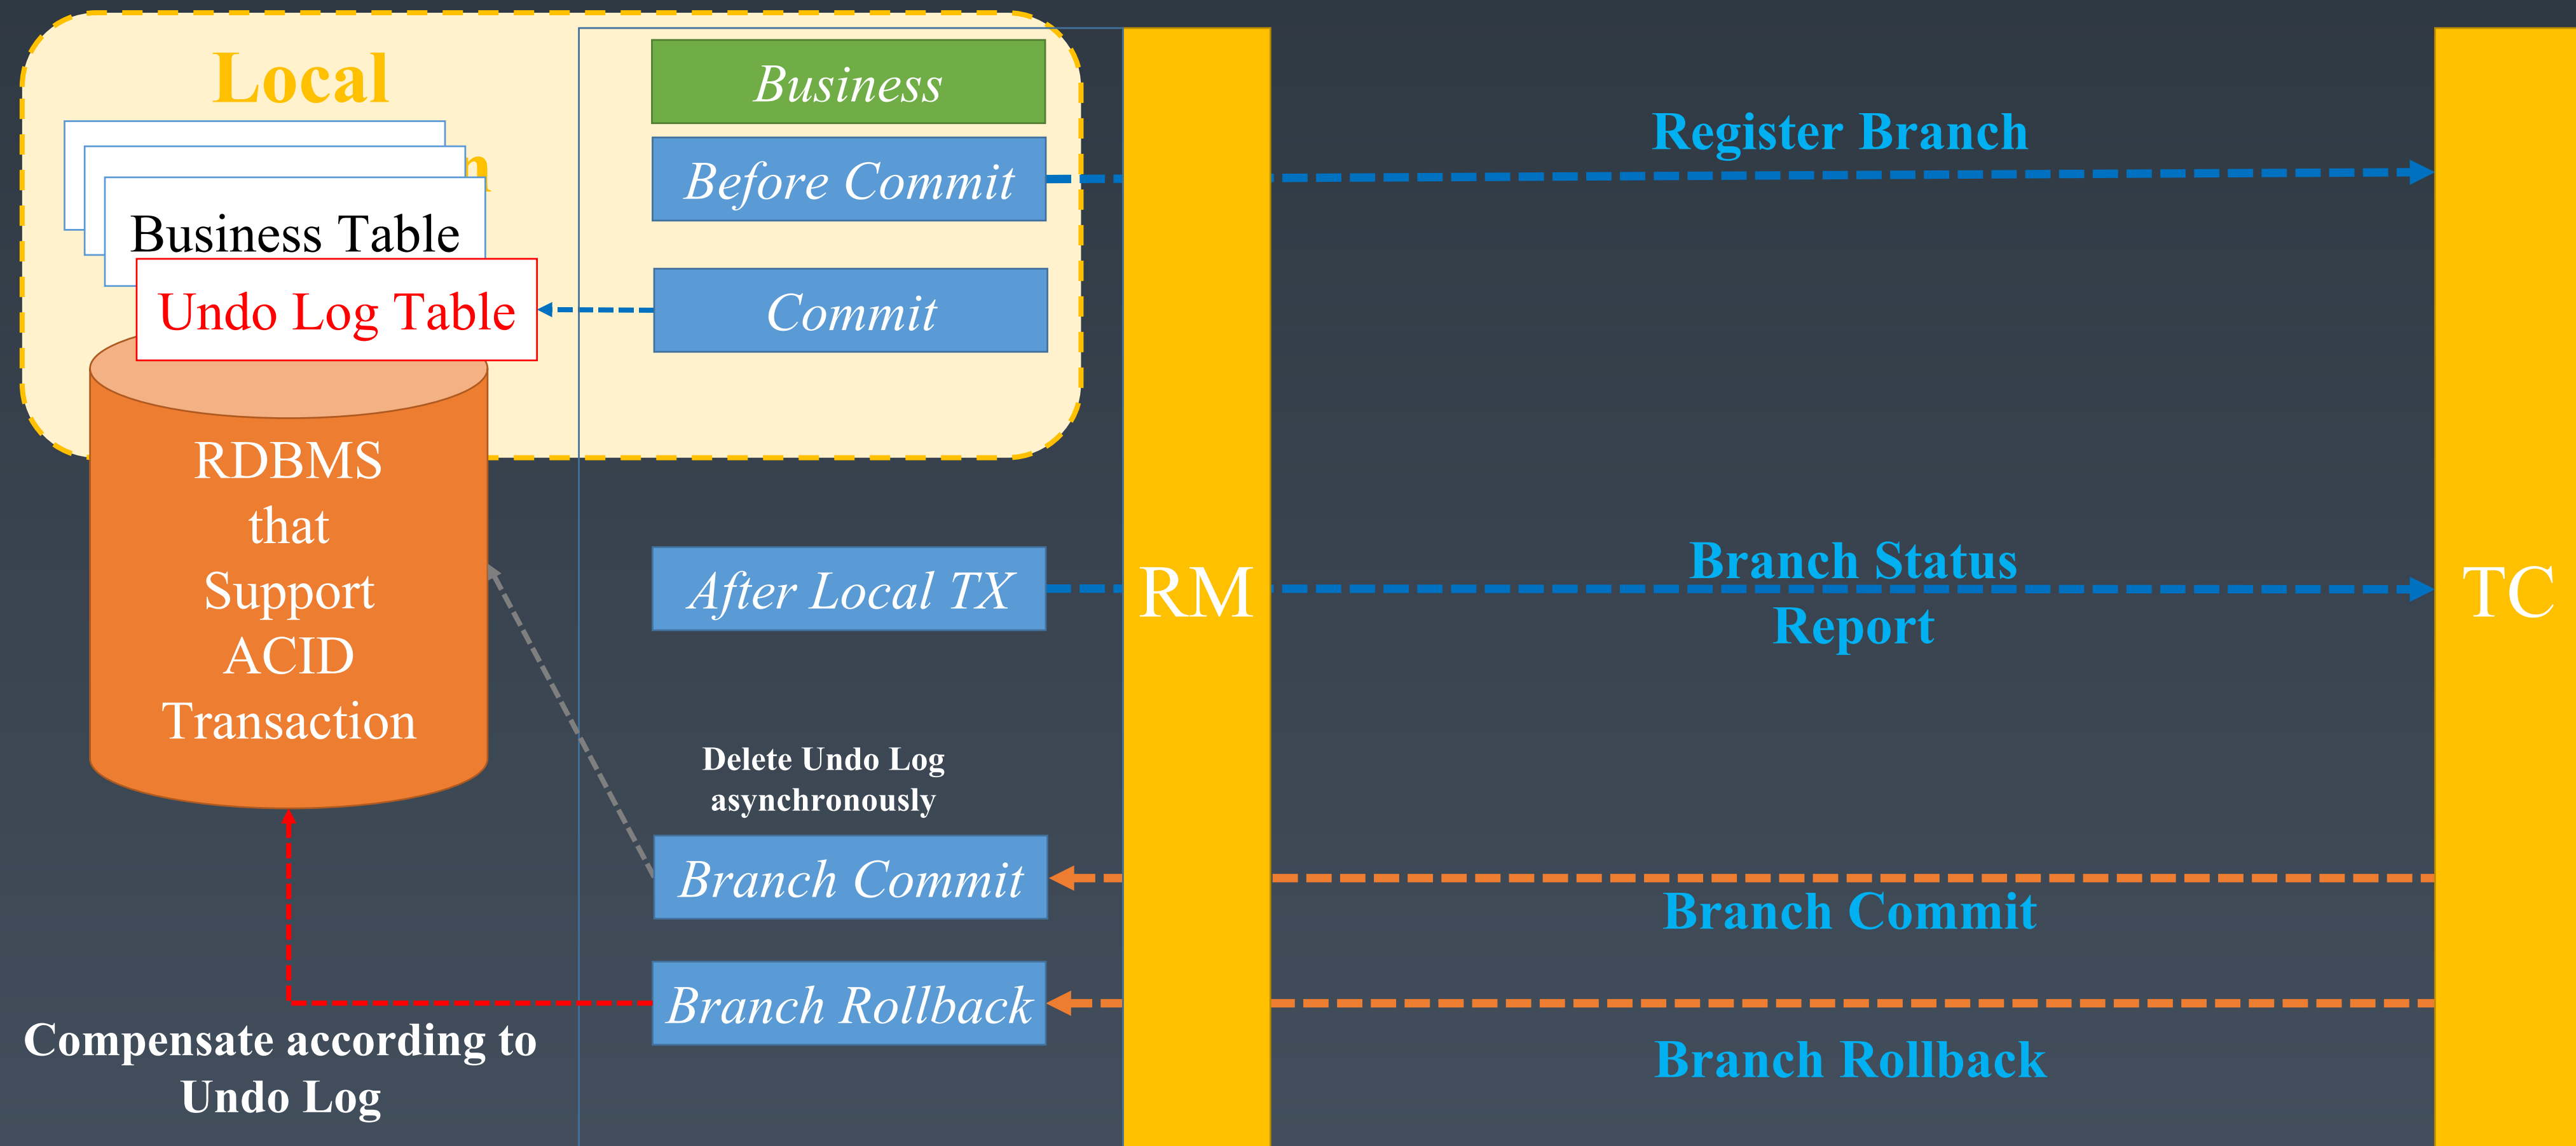 Local
Business
Before Commit
Business Table
Undo Log Table
Commit
Register Branch
RDBMS
that
Support
ACID
Transaction
After Local TX
RM
Branch Status
Report
TC
Delete Undo Log
asynchronously
Branch Commit
Branch Commit
Branch Rollback
Branch Rollback
Compensate according to
Undo Log